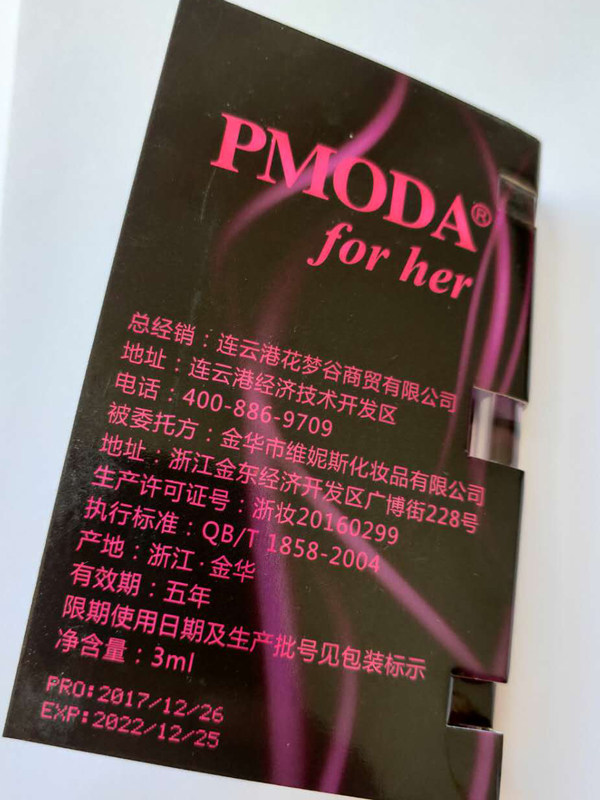 PMODA®
for her
总经销：连云港花梦谷商贸有限公司
地址：连云港经济技术开发区
电话：400-886-9709
被委托方：金华市维妮斯化妆品有限公司
地址：浙江金东经济开发区广博街228号
生产许可证号：浙妆20160299
执行标准：QB/T 1858-2004
产地：浙江·金华
有效期：五年
限期使用日期及生产批号见包装标示
净含量：3ml
PRO:2017/12/26
EXP:2022/12/25